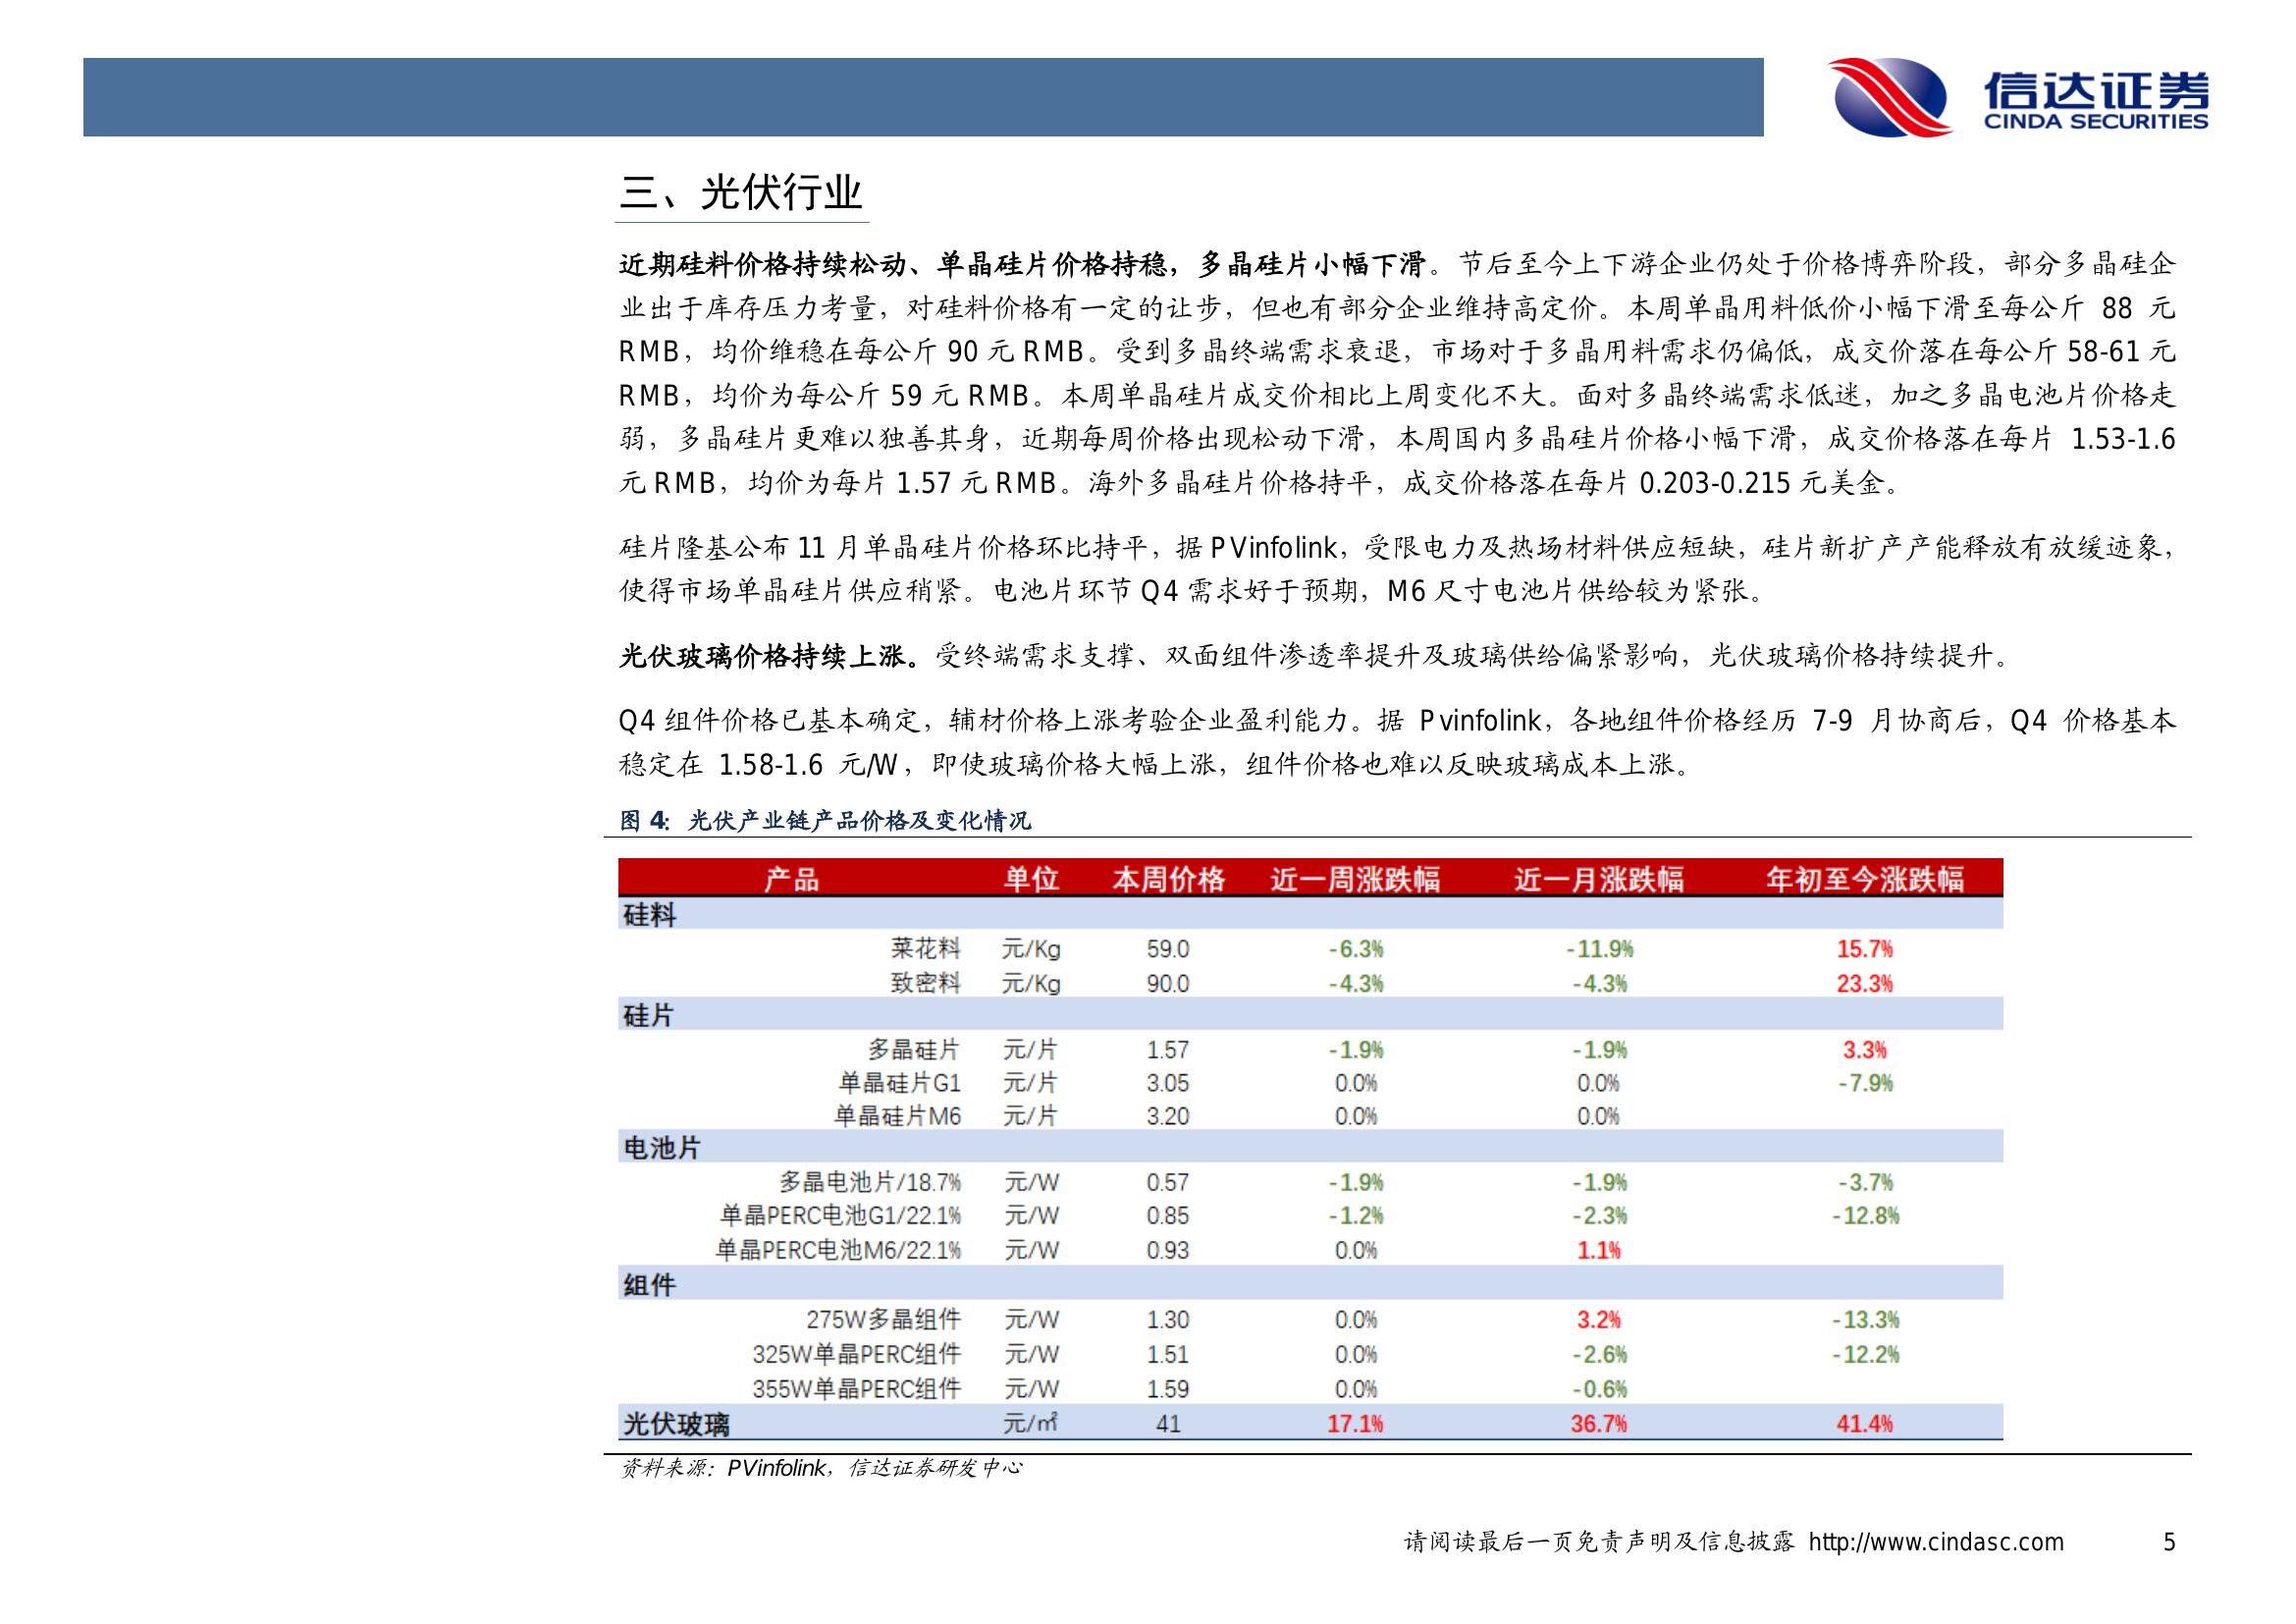 信达证券
CINDA SECURITIES
三、光伏行业
近期硅料价格持续松动、单晶硅片价格持稳，多晶硅片小幅下滑。节后至今上下游企业仍处于价格博弈阶段，部分多晶硅企
业出于库存压力考量，对硅料价格有一定的让步，但也有部分企业维持高定价。本周单晶用料低价小幅下滑至每公斤 88 元
RMB，均价维稳在每公斤 90 元 RMB。受到多晶终端需求衰退，市场对于多晶用料需求仍偏低，成交价落在每公斤 58-61 元
RMB，均价为每公斤 59 元 RMB。本周单晶硅片成交价相比上周变化不大。面对多晶终端需求低迷，加之多晶电池片价格走
弱，多晶硅片更难以独善其身，近期每周价格出现松动下滑，本周国内多晶硅片价格小幅下滑，成交价格落在每片 1.53-1.6
元 RMB，均价为每片 1.57 元 RMB。海外多晶硅片价格持平，成交价格落在每片 0.203-0.215 元美金。
硅片隆基公布 11 月单晶硅片价格环比持平，据 PVinfolink，受限电力及热场材料供应短缺，硅片新扩产产能释放有放缓迹象，
使得市场单晶硅片供应稍紧。电池片环节 Q4 需求好于预期，M6 尺寸电池片供给较为紧张。
光伏玻璃价格持续上涨。受终端需求支撑、双面组件渗透率提升及玻璃供给偏紧影响，光伏玻璃价格持续提升。
Q4 组件价格已基本确定，辅材价格上涨考验企业盈利能力。据 Pvinfolink，各地组件价格经历 7-9 月协商后，Q4 价格基本
稳定在 1.58-1.6 元/W，即使玻璃价格大幅上涨，组件价格也难以反映玻璃成本上涨。
图 4：光伏产业链产品价格及变化情况
产品 单位 本周价格 近一周涨跌幅 近一月涨跌幅 年初至今涨跌幅
硅料
菜花料 元/Kg 59.0 -6.3% -11.9% 15.7%
致密料 元/Kg 90.0 -4.3% -4.3% 23.3%
硅片
多晶硅片 元/片 1.57 -1.9% -1.9% 3.3%
单晶硅片G1 元/片 3.05 0.0% 0.0% -7.9%
单晶硅片M6 元/片 3.20 0.0% 0.0%
电池片
多晶电池片/18.7% 元/W 0.57 -1.9% -1.9% -3.7%
单晶PERC电池G1/22.1% 元/W 0.85 -1.2% -2.3% -12.8%
单晶PERC电池M6/22.1% 元/W 0.93 0.0% 1.1%
组件
275W多晶组件 元/W 1.30 0.0% 3.2% -13.3%
325W单晶PERC组件 元/W 1.51 0.0% -2.6% -12.2%
355W单晶PERC组件 元/W 1.59 0.0% -0.6%
光伏玻璃 元/㎡ 41 17.1% 36.7% 41.4%
资料来源：PVinfolink，信达证券研发中心
请阅读最后一页免责声明及信息披露 http://www.cindasc.com 5